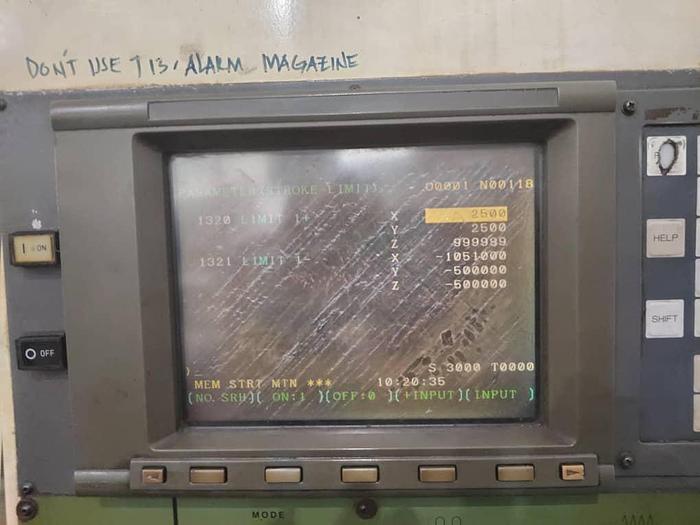 DON'T USE T13, ALARM MAGAZINE
PARAMETER(STROKE LIMIT) O0001 N00118
1320 LIMIT 1+ X 2500
Y 2500
Z 999989
1321 LIMIT 1- X -1051000
Y -500000
Z -500000
)_
S 3000 T0000
MEM STRT MTN *** 10:20:35
(NO. SRH)( ON:1 )(OFF:0 )(+INPUT)(INPUT )
I ON
O OFF
HELP
SHIFT
MODE